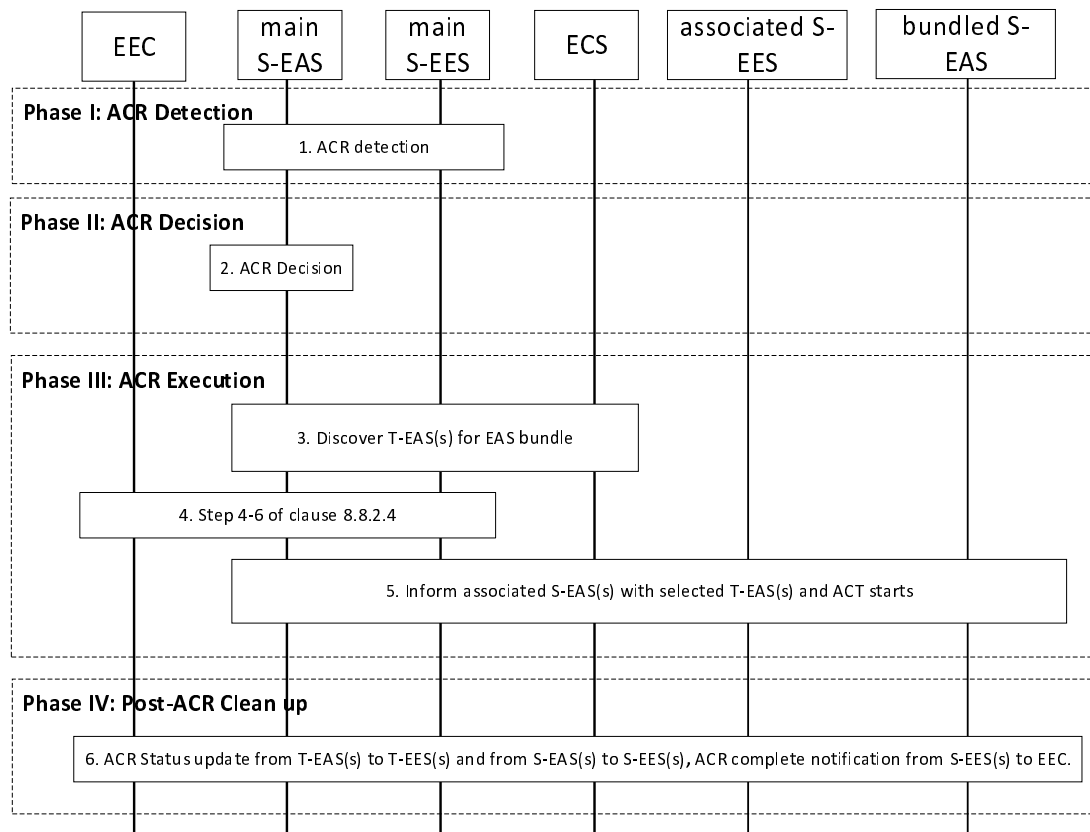 EEC
main
S-EAS
main
S-EES
ECS
associated S-
EES
bundled S-
EAS
Phase I: ACR Detection
1. ACR detection
Phase II: ACR Decision
2. ACR Decision
Phase III: ACR Execution
3. Discover T-EAS(s) for EAS bundle
4. Step 4-6 of clause 8.8.2.4
5. Inform associated S-EAS(s) with selected T-EAS(s) and ACT starts
Phase IV: Post-ACR Clean up
6. ACR Status update from T-EAS(s) to T-EES(s) and from S-EAS(s) to S-EES(s), ACR complete notification from S-EES(s) to EEC.